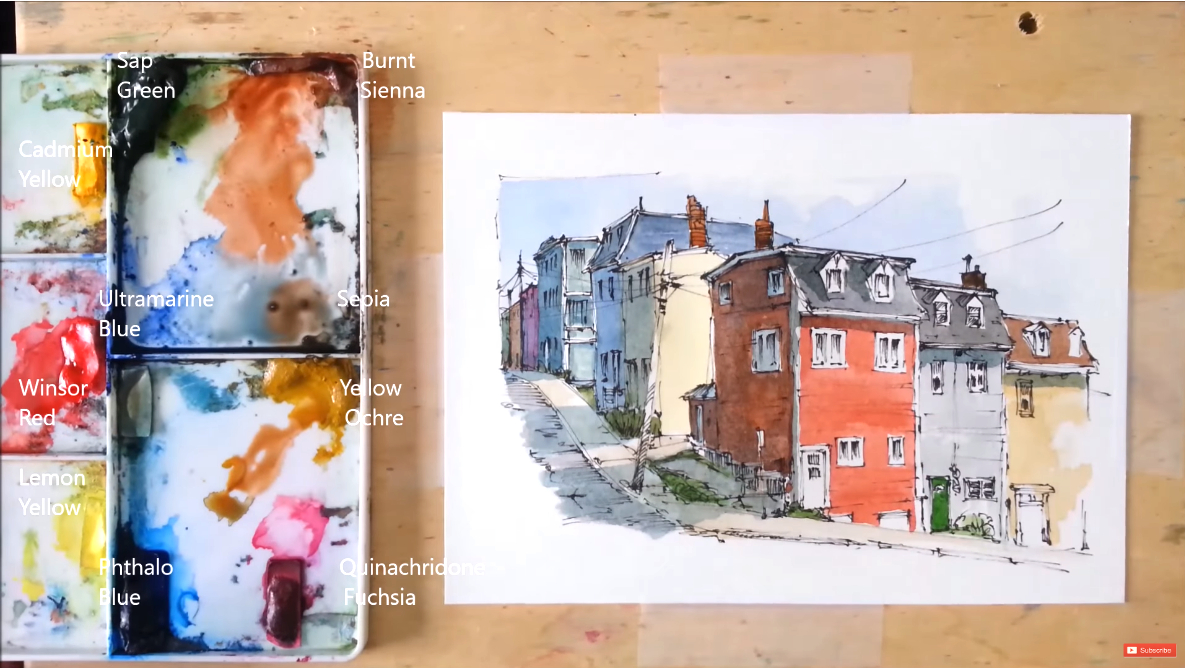 Sap
Green
Burnt
Sienna
Cadmium
Yellow
Ultramarine
Blue
Sepia
Winsor
Red
Yellow
Ochre
Lemon
Yellow
Phthalo
Blue
Quinachridone
Fuchsia
Subscribe